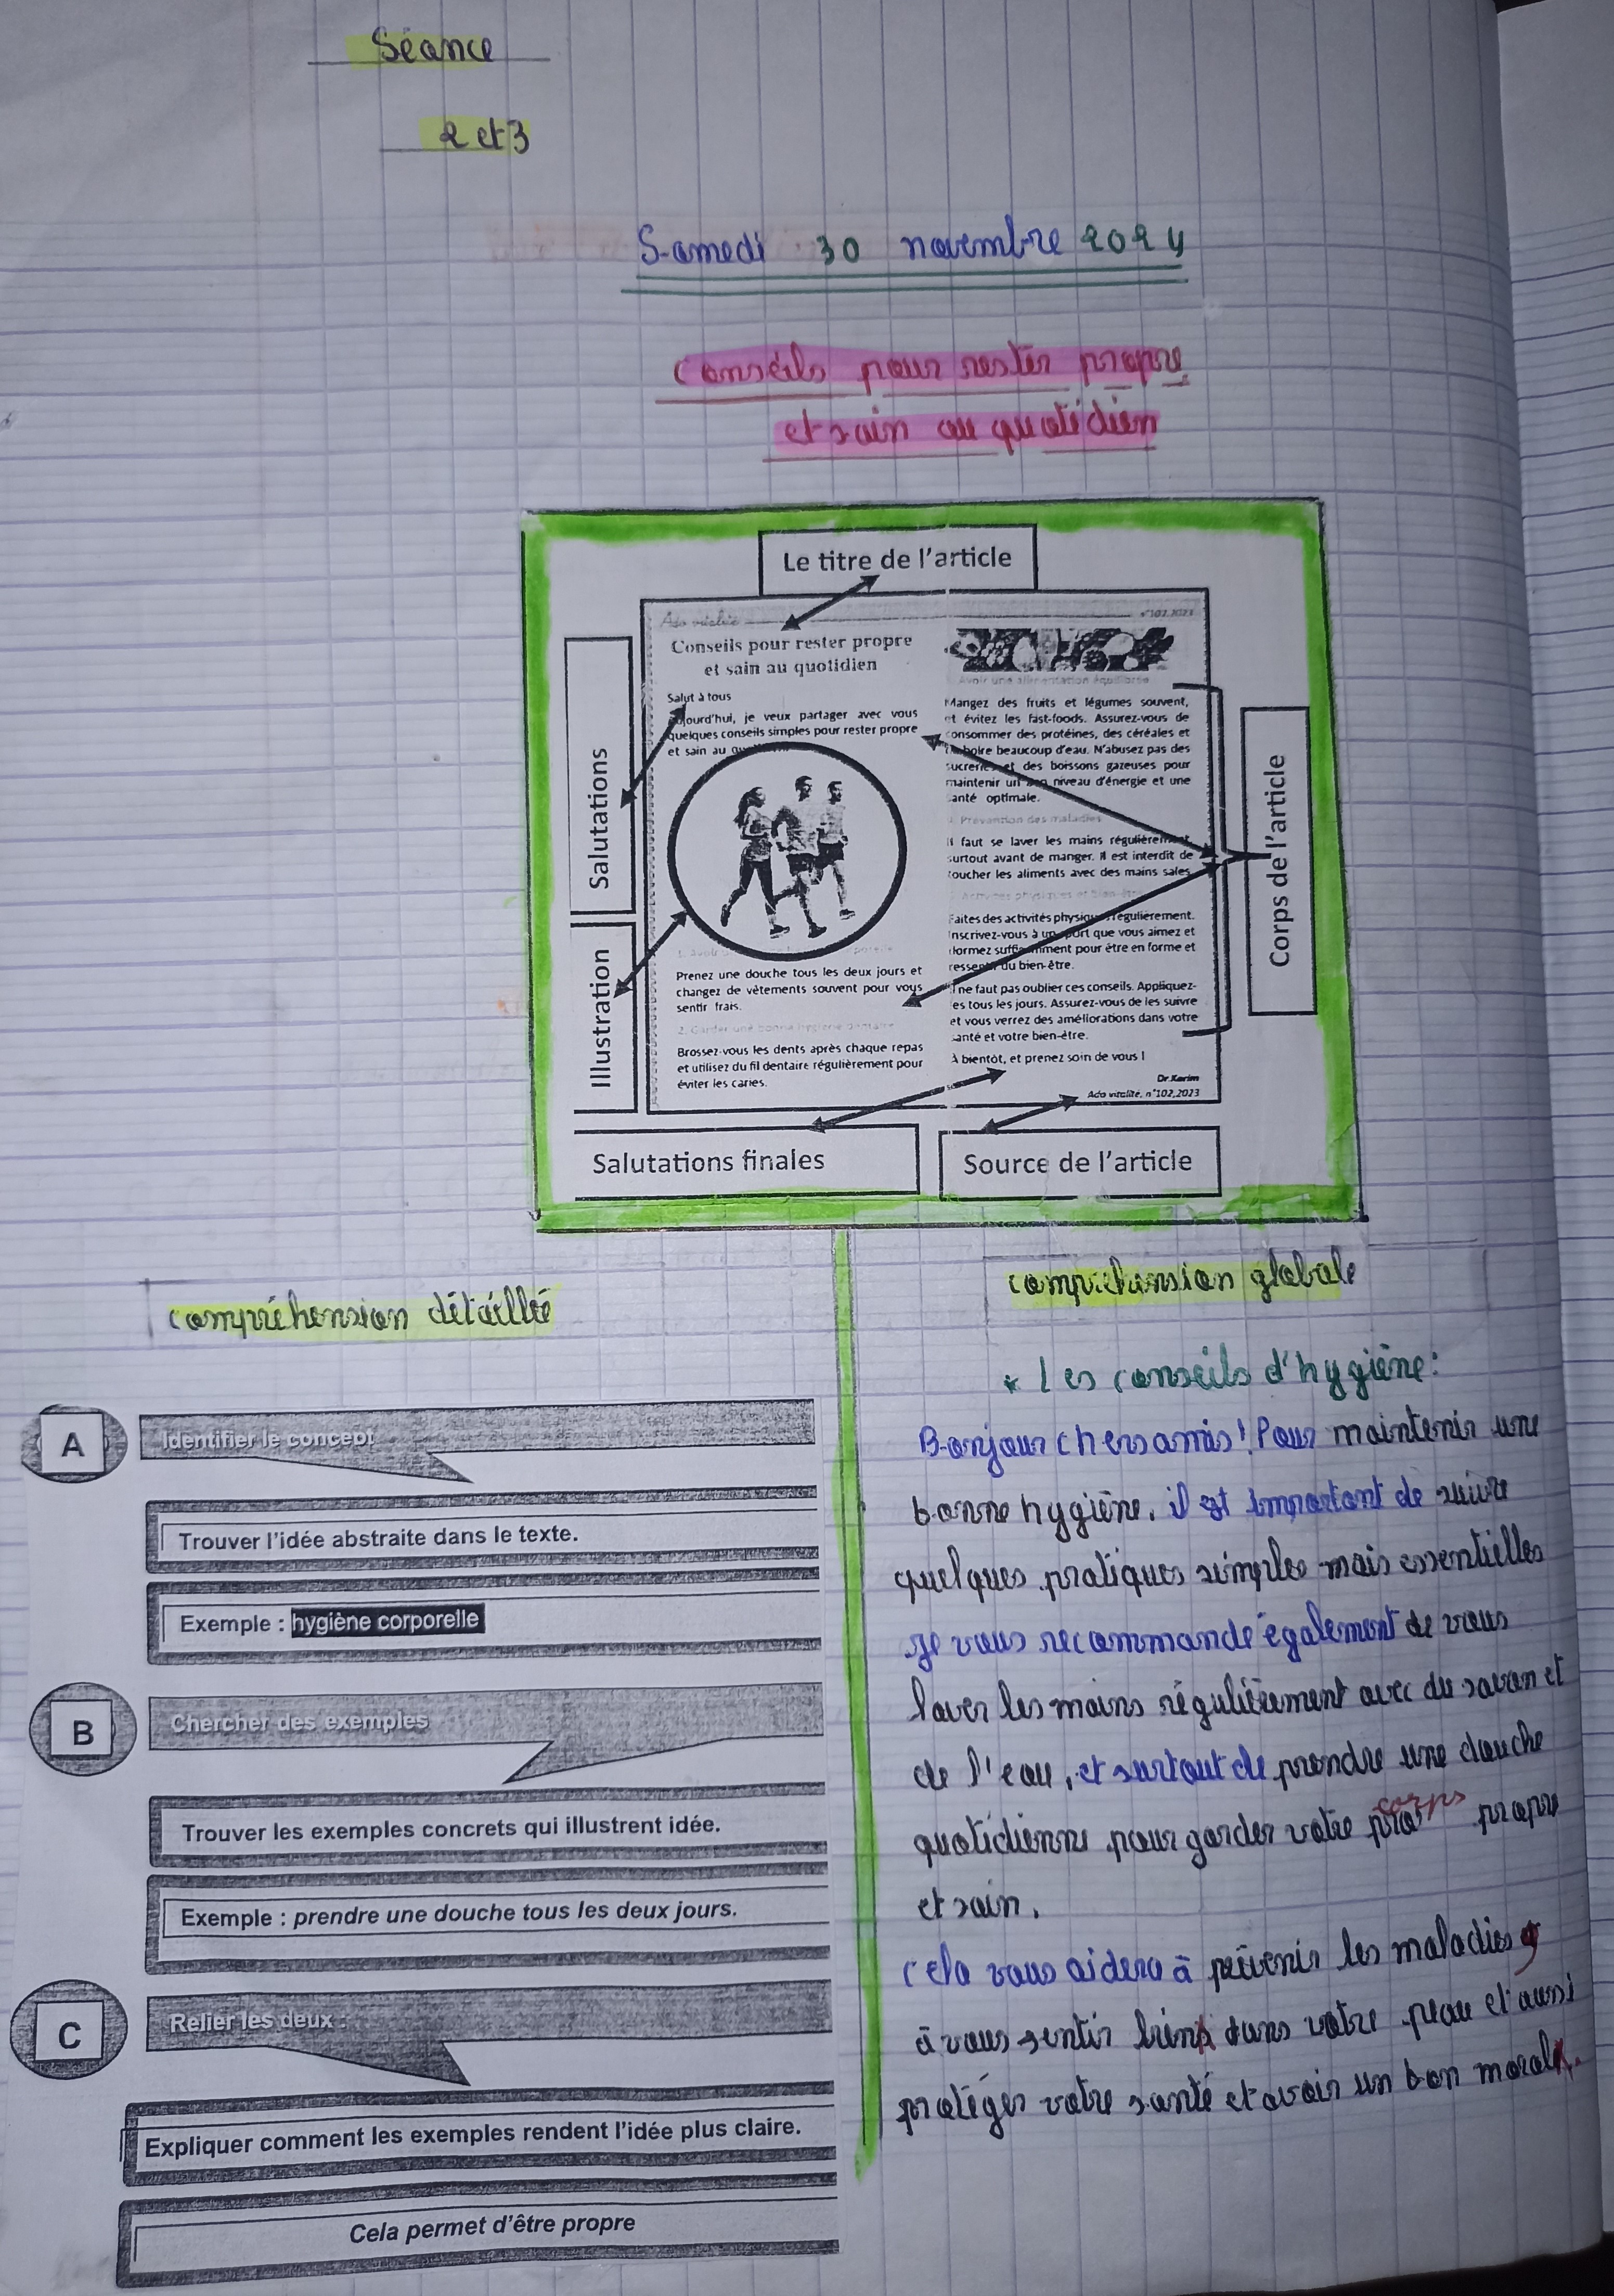 Séance
2 et 3
Samedi 30 novembre 2024
Conseils pour rester propre
et sain au quotidien
Le titre de l'article
Salutations
Illustration
Ado vitalité
n°102,2023
Conseils pour rester propre
et sain au quotidien
Salut à tous
Aujourd'hui, je veux partager avec vous
quelques conseils simples pour rester propre
et sain au
Prenez une douche tous les deux jours et
changez de vètements souvent pour vous
sentir frais.
2. Garder une bonne hygiène dentaire
Brossez-vous les dents après chaque repas
et utilisez du fil dentaire régulièrement pour
éviter les caries.
Avoir une alimentation équilibrée
Mangez des fruits et légumes souvent,
et évitez les fast-foods. Assurez-vous de
consommer des protéines, des céréales et
boire beaucoup d'eau. N'abusez pas des
sucreries et des boissons gazeuses pour
maintenir un bon niveau d'énergie et une
santé optimale.
Prévention des maladies
Il faut se laver les mains régulièrement
surtout avant de manger. Il est interdit de
toucher les aliments avec des mains sales
Activités physiques et bien-être
Faites des activités physiques régulièrement.
Inscrivez-vous à un sport que vous aimez et
dormez suffisamment pour être en forme et
ressentir du bien-être.
Il ne faut pas oublier ces conseils. Appliquez-
les tous les jours. Assurez-vous de les suivre
et vous verrez des améliorations dans votre
santé et votre bien-être.
À bientôt, et prenez soin de vous !
Dr.Karim
Ado vitalité, n°102,2023
Corps de l'article
Salutations finales
Source de l'article
compréhension détaillé
A
Identifier le concept
Trouver l'idée abstraite dans le texte.
Exemple : hygiène corporelle
B
Chercher des exemples
Trouver les exemples concrets qui illustrent idée.
Exemple : prendre une douche tous les deux jours.
C
Relier les deux :
Expliquer comment les exemples rendent l'idée plus claire.
Cela permet d'être propre
compréhension globale
* Les conseils d'hygiène:
Bonjour chers amis! Pour maintenir une
bonne hygiène, il est important de suivre
quelques pratiques simples mais essentielles
Je vous recommande également de vous
laver les mains régulièrement avec du savon et
de l'eau, et surtout de prendre une douche
quotidienne pour garder votre corps propre
et sain.
Cela vous aidera à prévenir les maladies
à vous sentir bien dans votre peau et aussi
protéger votre santé et avoir un bon moral.